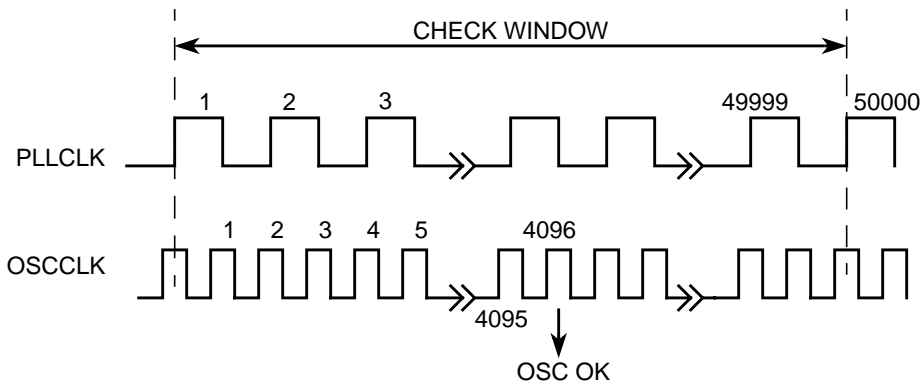 CHECK WINDOW
1 2 3 49999 50000
PLLCLK
1 2 3 4 5 4096
OSCCLK
4095
OSC OK